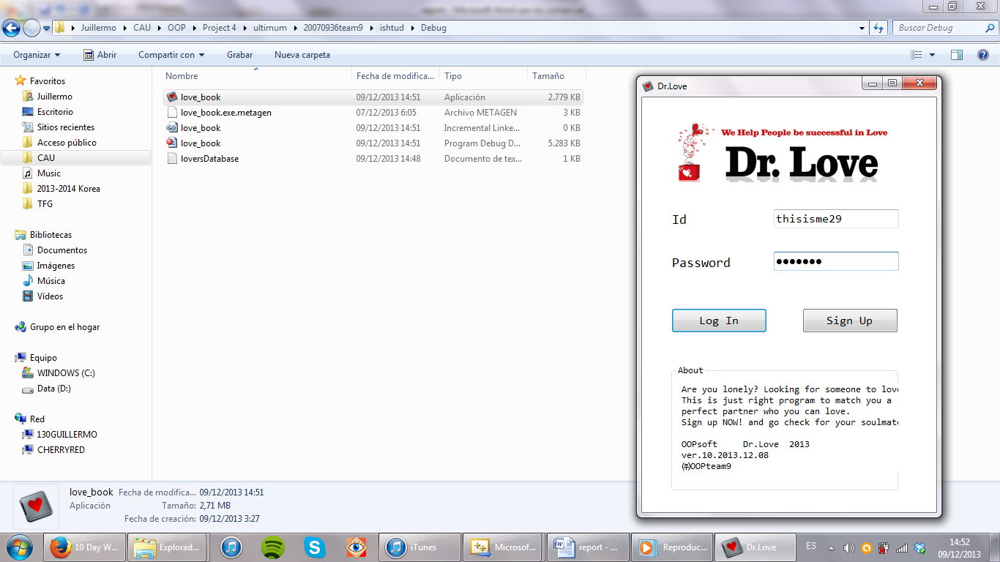 report - Microsoft Word
Juillermo CAU OOP Project 4 ultimum 20070936team9 ishtud Debug
Buscar Debug
Organizar Abrir Compartir con Grabar Nueva carpeta
Favoritos
Juillermo
Escritorio
Sitios recientes
Acceso público
CAU
Music
2013-2014 Korea
TFG
Bibliotecas
Documentos
Imágenes
Música
Vídeos
Grupo en el hogar
Equipo
WINDOWS (C:)
Data (D:)
Red
130GUILLERMO
CHERRYRED
Nombre Fecha de modifica... Tipo Tamaño
love_book 09/12/2013 14:51 Aplicación 2.779 KB
love_book.exe.metagen 07/12/2013 6:05 Archivo METAGEN 3 KB
love_book 09/12/2013 14:51 Incremental Linke... 0 KB
love_book 09/12/2013 14:51 Program Debug D... 5.283 KB
loversDatabase 09/12/2013 14:48 Documento de tex... 1 KB
Dr.Love
We Help People be successful in Love
Dr. Love
Id thisisme29
Password ●●●●●●●
Log In Sign Up
About
Are you lonely? Looking for someone to love
This is just right program to match you a
perfect partner who you can love.
Sign up NOW! and go check for your soulmate
OOPsoft Dr.Love 2013
ver.10.2013.12.08
㈜OOPteam9
love_book Fecha de modifica... 09/12/2013 14:51
Aplicación Tamaño: 2,71 MB
Fecha de creación: 09/12/2013 3:27
10 Day W... Explorad... iTunes Microsof... report - ... Reproduc... Dr.Love ES 14:52
09/12/2013